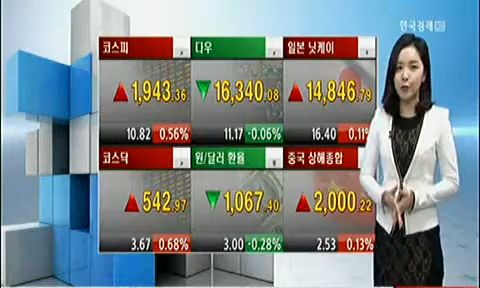 한국경제
코스피 다우 일본 닛케이
▲1,943.36 ▼16,340.08 ▲14,846.79
10.82 0.56% 11.17 -0.06% 16.40 0.11%
코스닥 원/달러 환율 중국 상해종합
▲542.97 ▼1,067.40 ▲2,000.22
3.67 0.68% 3.00 -0.28% 2.53 0.13%